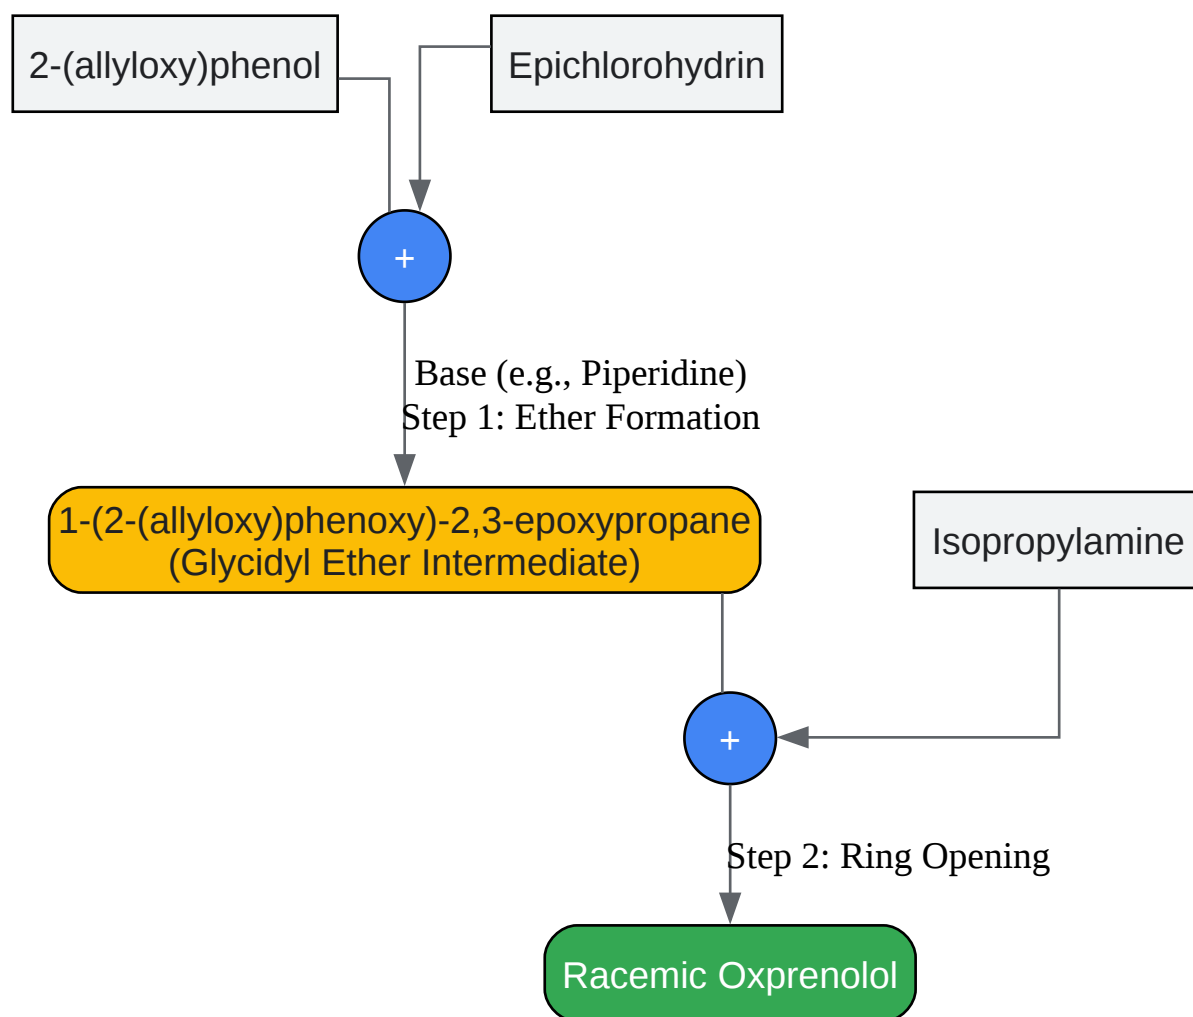 2-(allyloxy)phenol
Epichlorohydrin
+
Base (e.g., Piperidine)
Step 1: Ether Formation
1-(2-(allyloxy)phenoxy)-2,3-epoxypropane
(Glycidyl Ether Intermediate)
Isopropylamine
+
Step 2: Ring Opening
Racemic Oxprenolol